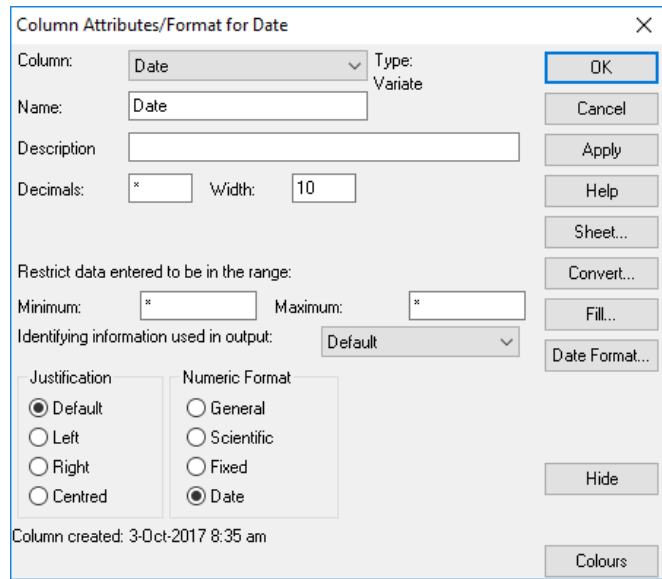 Column Attributes/Format for Date
Column: Date Type: OK
Variate
Name: Date Cancel
Description Apply
Decimals: * Width: 10 Help
Sheet...
Restrict data entered to be in the range: Convert...
Minimum: * Maximum: * Fill...
Identifying information used in output: Default Date Format...
Justification Numeric Format
Default General
Left Scientific
Right Fixed Hide
Centred Date
Column created: 3-Oct-2017 8:35 am
Colours